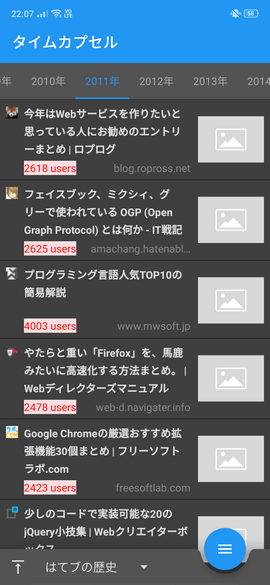 22:07
58
タイムカプセル
年
2010年
2011年
2012年
2013年
2014
今年はWebサービスを作りたいと
思っている人にお勧めのエント
リーまとめ | ロプログ
2618 users
blog.ropross.net
フェイスブック、ミクシィ、グ
リーで使われている OGP (Open
Graph Protocol) とは何か - IT戦記
2625 users
amachang.hatenabl...
プログラミング言語人気TOP10の
簡易解説
4003 users
www.mwsoft.jp
やたらと重い「Firefox」を、馬鹿
みたいに高速化する方法まとめ。 |
Webディレクターズマニュアル
2478 users
web-d.navigater.info
Google Chromeの厳選おすすめ拡
張機能30個まとめ | フリーソフト
ラボ.com
2423 users
freesoftlab.com
少しのコードで実装可能な20の
jQuery小技集 | Webクリエイターボ
ックス
はてブの歴史